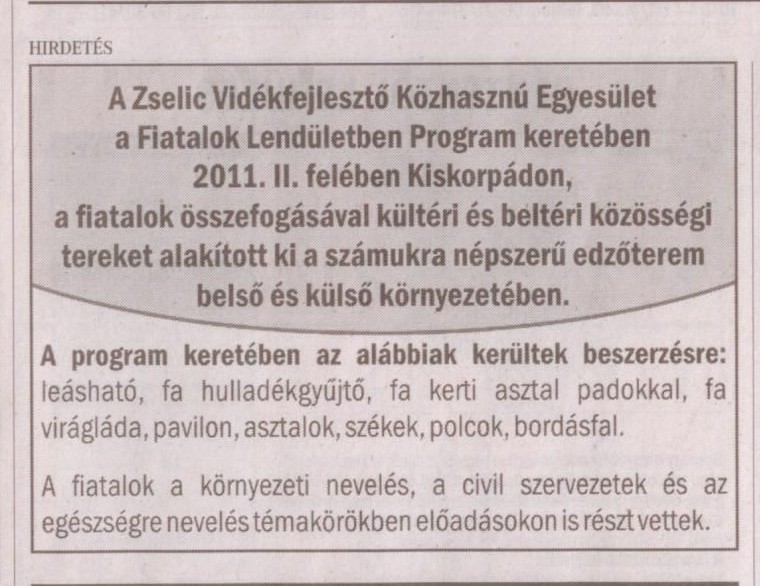 HIRDETÉS
A Zselic Vidékfejlesztő Közhasznú Egyesület
a Fiatalok Lendületben Program keretében
2011. II. felében Kiskorpádon,
a fiatalok összefogásával kültéri és beltéri közösségi
tereket alakított ki a számukra népszerű edzőterem
belső és külső környezetében.
A program keretében az alábbiak kerültek beszerzésre:
leásható, fa hulladékgyűjtő, fa kerti asztal padokkal, fa
virágláda, pavilon, asztalok, székek, polcok, bordásfal.
A fiatalok a környezeti nevelés, a civil szervezetek és az
egészségre nevelés témakörökben előadásokon is részt vettek.